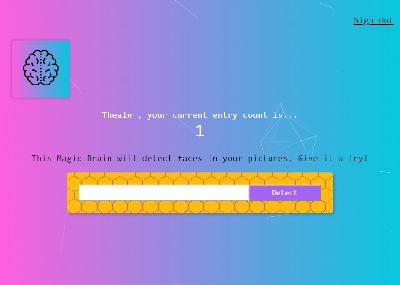 Sign Out
Theale , your current entry count is...
1
This Magic Brain will detect faces in your pictures. Give it a try!
Detect